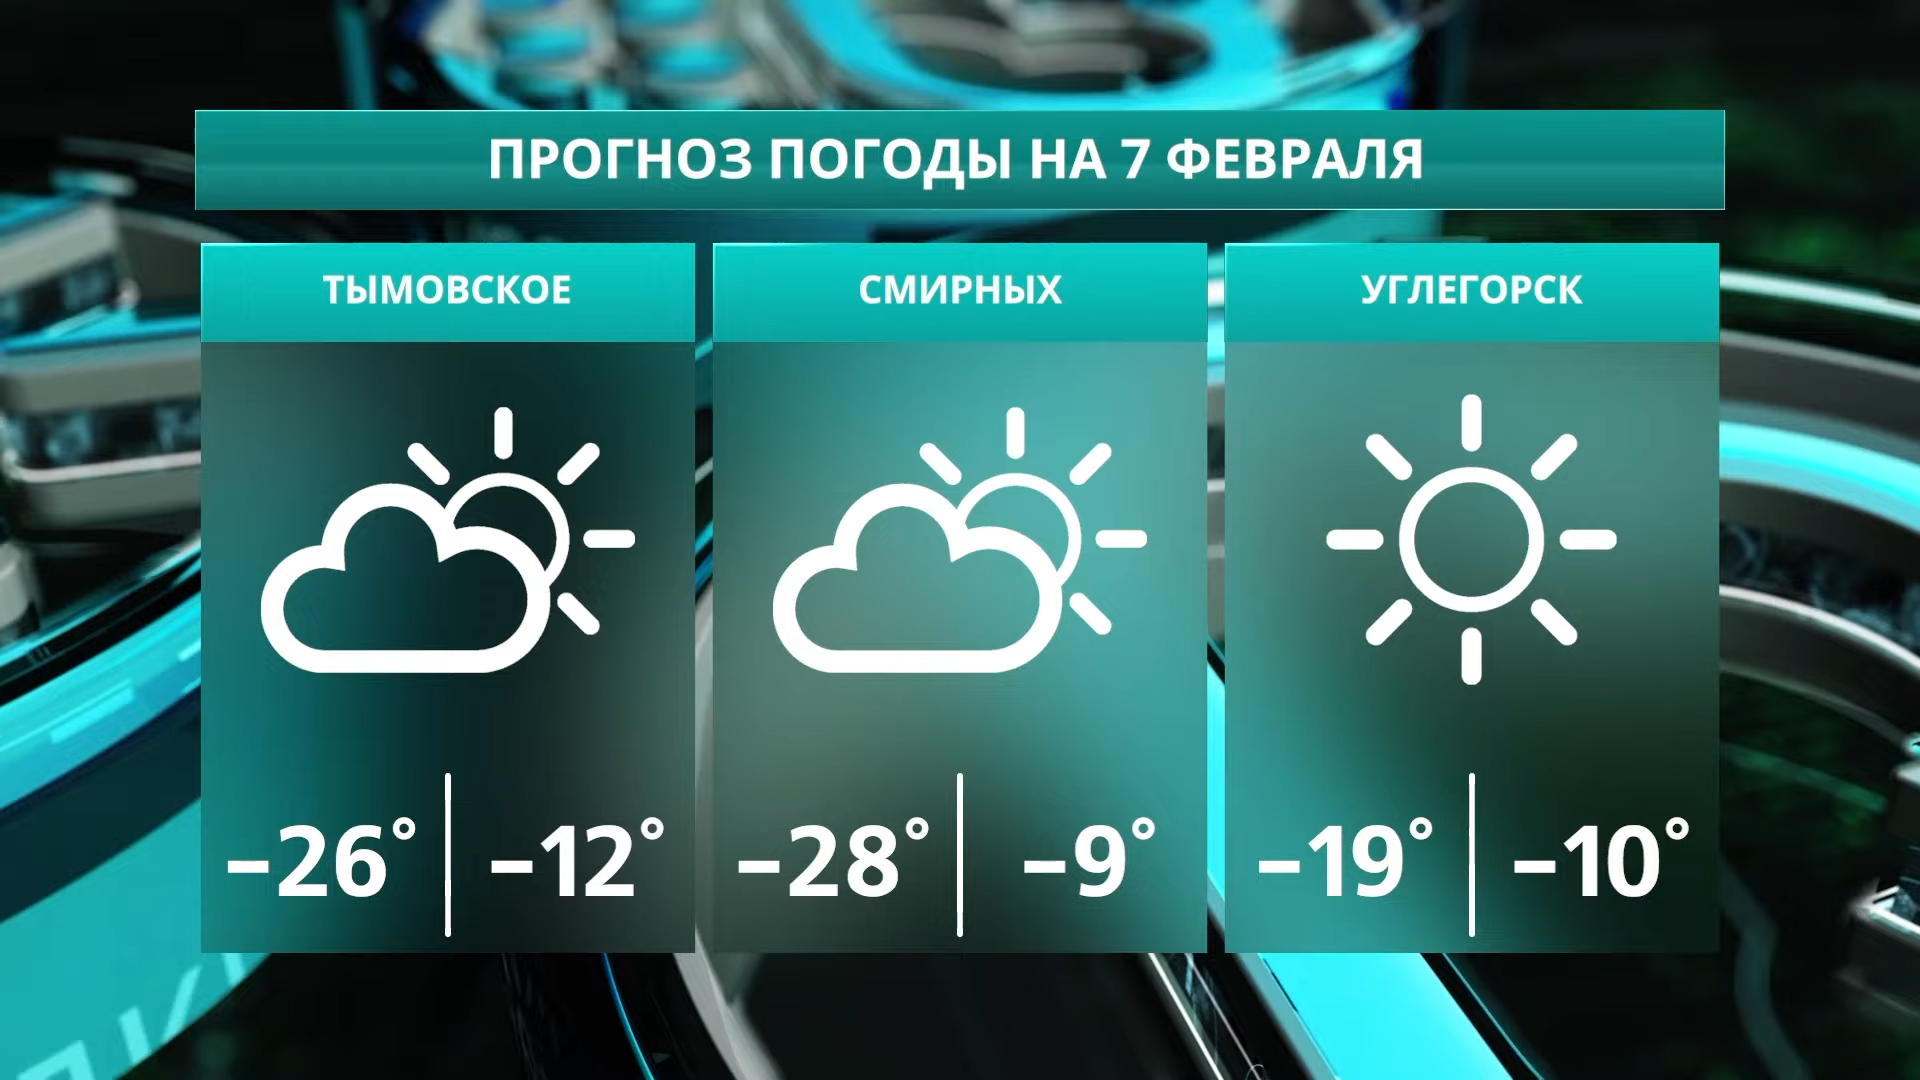 ПРОГНОЗ ПОГОДЫ НА 7 ФЕВРАЛЯ
ТЫМОВСКОЕ
СМИРНЫХ
УГЛЕГОРСК
-26° -12°
-28° -9°
-19° -10°